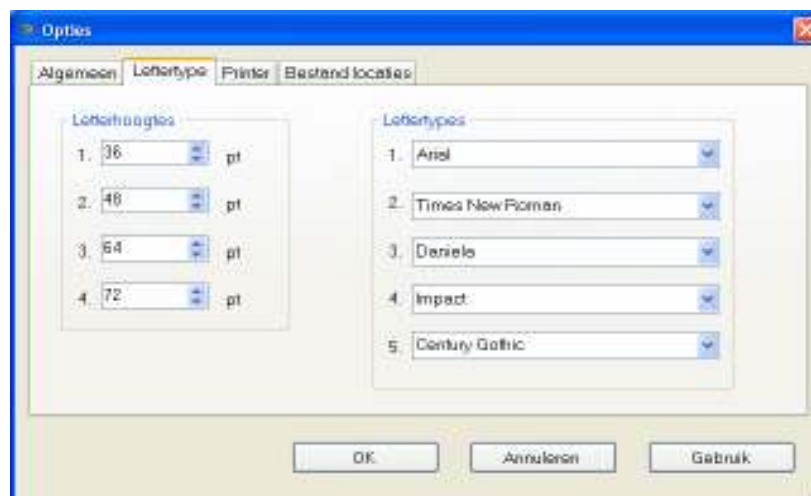 Opties
Algemeen Lettertype Printer Bestand locaties
Letterhoogtes
1. 36 pt
2. 48 pt
3. 64 pt
4. 72 pt
Lettertypes
1. Arial
2. Times New Roman
3. Daniela
4. Impact
5. Century Gothic
OK Annuleren Gebruik